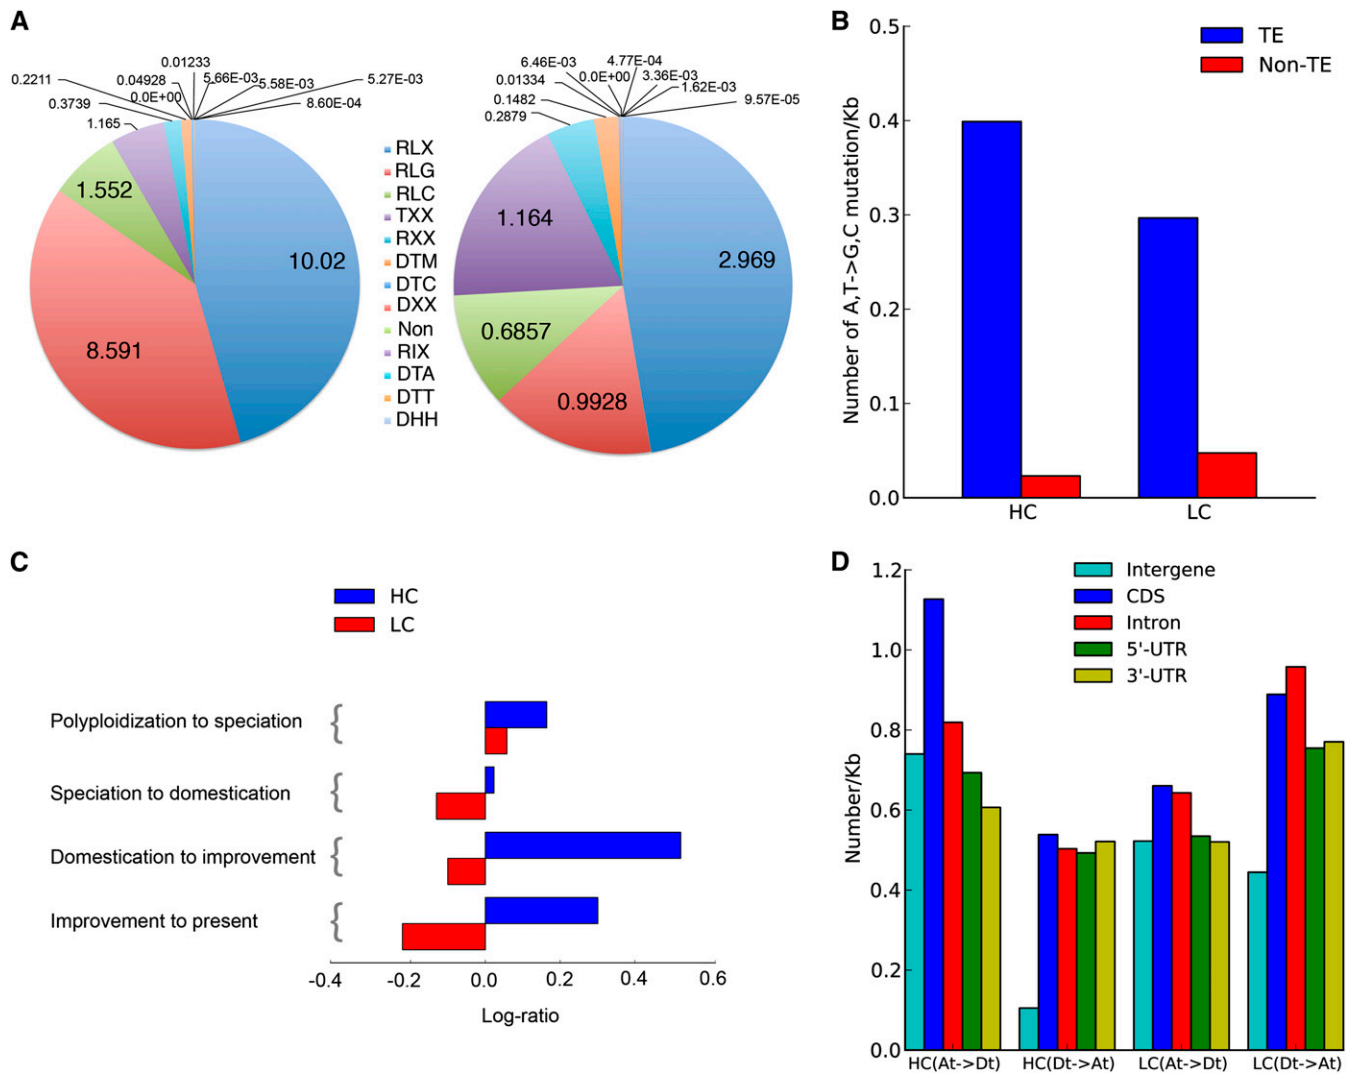 A
0.01233
0.2211
0.04928
5.66E-03
5.58E-03
5.27E-03
0.3739
0.0E+00
8.60E-04
1.165
1.552
10.02
8.591
RLX
RLG
RLC
TXX
RXX
DTM
DTC
DXX
Non
RIX
DTA
DTT
DHH
6.46E-03
4.77E-04
0.01334
0.0E+00
3.36E-03
1.62E-03
0.1482
9.57E-05
0.2879
1.164
2.969
0.6857
0.9928
B
TE
Non-TE
Number of A,T->G,C mutation/Kb
0.5
0.4
0.3
0.2
0.1
0.0
HC
LC
C
HC
LC
Polyploidization to speciation
Speciation to domestication
Domestication to improvement
Improvement to present
-0.4
-0.2
0.0
0.2
0.4
0.6
Log-ratio
D
Intergene
CDS
Intron
5'-UTR
3'-UTR
Number/Kb
1.2
1.0
0.8
0.6
0.4
0.2
0.0
HC(At->Dt)
HC(Dt->At)
LC(At->Dt)
LC(Dt->At)